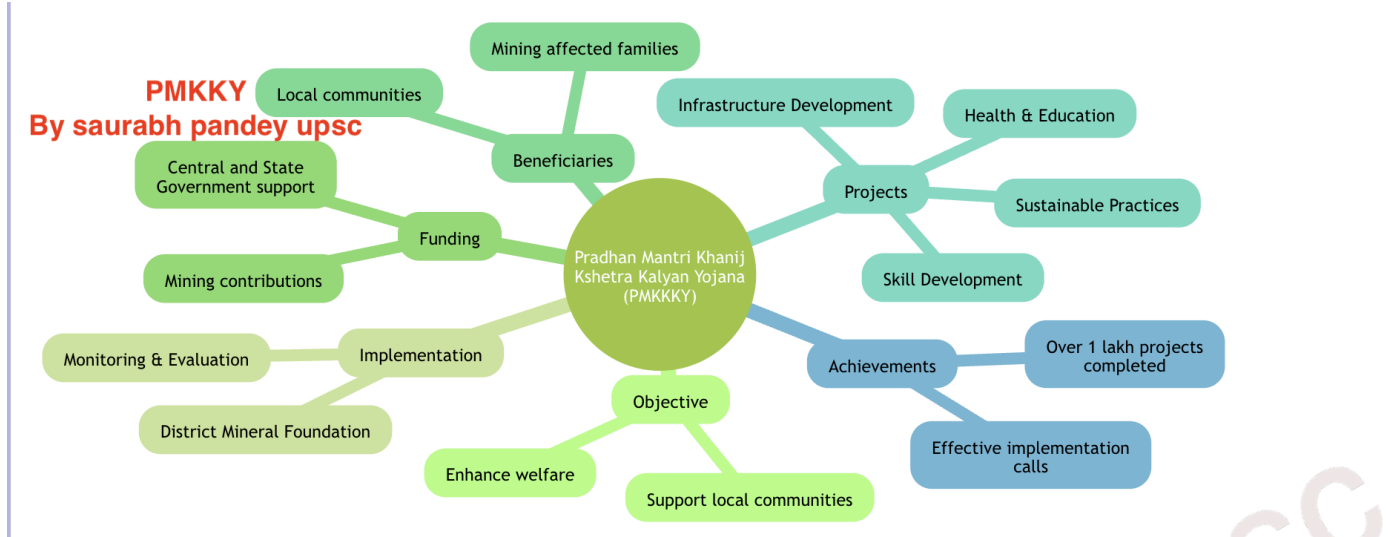 PMKKY
By saurabh pandey upsc
Pradhan Mantri Khanij
Kshetra Kalyan Yojana
(PMKKKY)
Beneficiaries
Mining affected families
Local communities
Funding
Central and State
Government support
Mining contributions
Implementation
Monitoring & Evaluation
District Mineral Foundation
Objective
Enhance welfare
Support local communities
Projects
Infrastructure Development
Health & Education
Sustainable Practices
Skill Development
Achievements
Over 1 lakh projects
completed
Effective implementation
calls